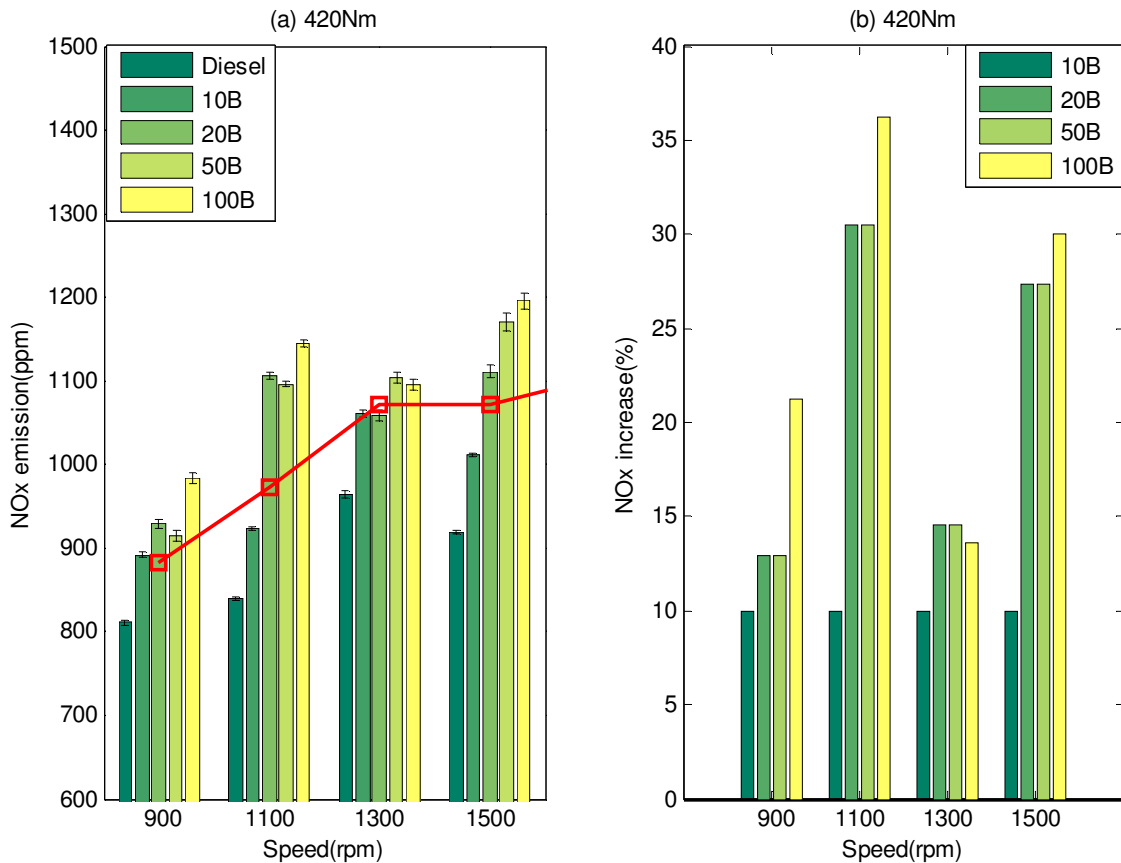 (a) 420Nm
NOx emission(ppm)
1500
1400
1300
1200
1100
1000
900
800
700
600
Diesel
10B
20B
50B
100B
900 1100 1300 1500
Speed(rpm)
(b) 420Nm
NOx increase(%)
40
35
30
25
20
15
10
5
0
10B
20B
50B
100B
900 1100 1300 1500
Speed(rpm)